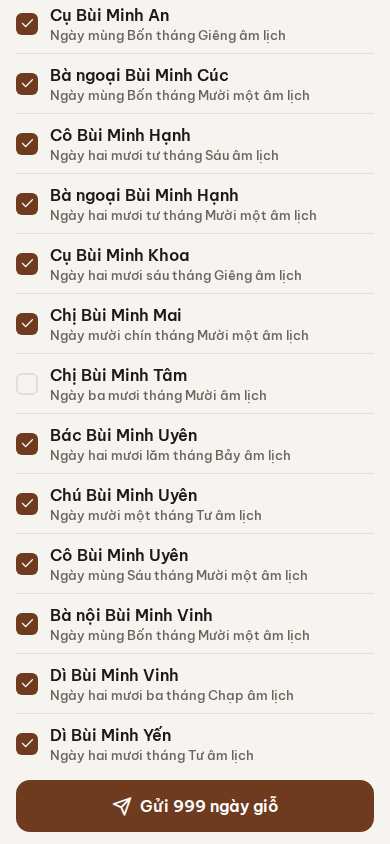 Cụ Bùi Minh An
Ngày mùng Bốn tháng Giêng âm lịch
Bà ngoại Bùi Minh Cúc
Ngày mùng Bốn tháng Mười một âm lịch
Cô Bùi Minh Hạnh
Ngày hai mươi tư tháng Sáu âm lịch
Bà ngoại Bùi Minh Hạnh
Ngày hai mươi tư tháng Mười một âm lịch
Cụ Bùi Minh Khoa
Ngày hai mươi sáu tháng Giêng âm lịch
Chị Bùi Minh Mai
Ngày mười chín tháng Mười một âm lịch
Chị Bùi Minh Tâm
Ngày ba mươi tháng Mười âm lịch
Bác Bùi Minh Uyên
Ngày hai mươi lăm tháng Bảy âm lịch
Chú Bùi Minh Uyên
Ngày mười một tháng Tư âm lịch
Cô Bùi Minh Uyên
Ngày mùng Sáu tháng Mười một âm lịch
Bà nội Bùi Minh Vinh
Ngày mùng Bốn tháng Mười một âm lịch
Dì Bùi Minh Vinh
Ngày hai mươi ba tháng Chạp âm lịch
Dì Bùi Minh Yến
Ngày hai mươi tháng Tư âm lịch
Gửi 999 ngày giỗ